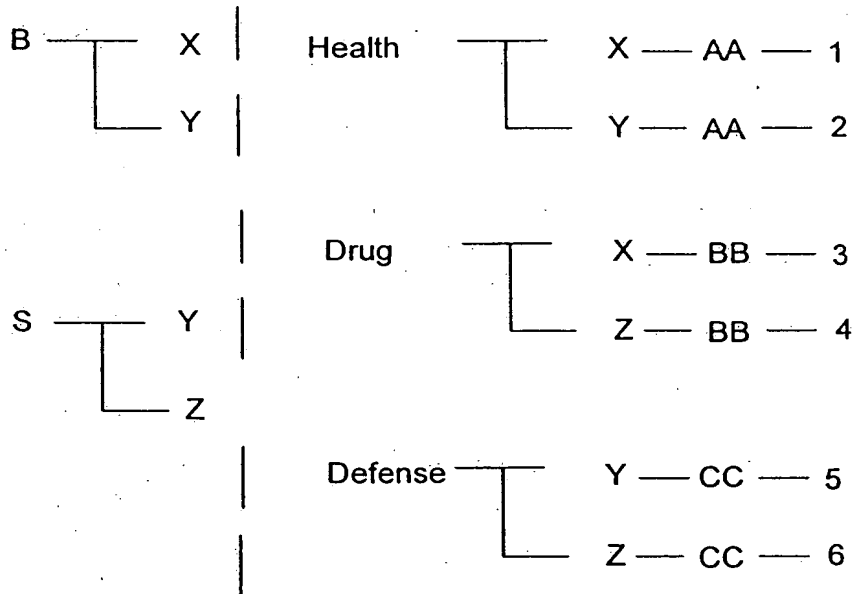 B X
Y
S Y
Z
Health X AA 1
Y AA 2
Drug X BB 3
Z BB 4
Defense Y CC 5
Z CC 6